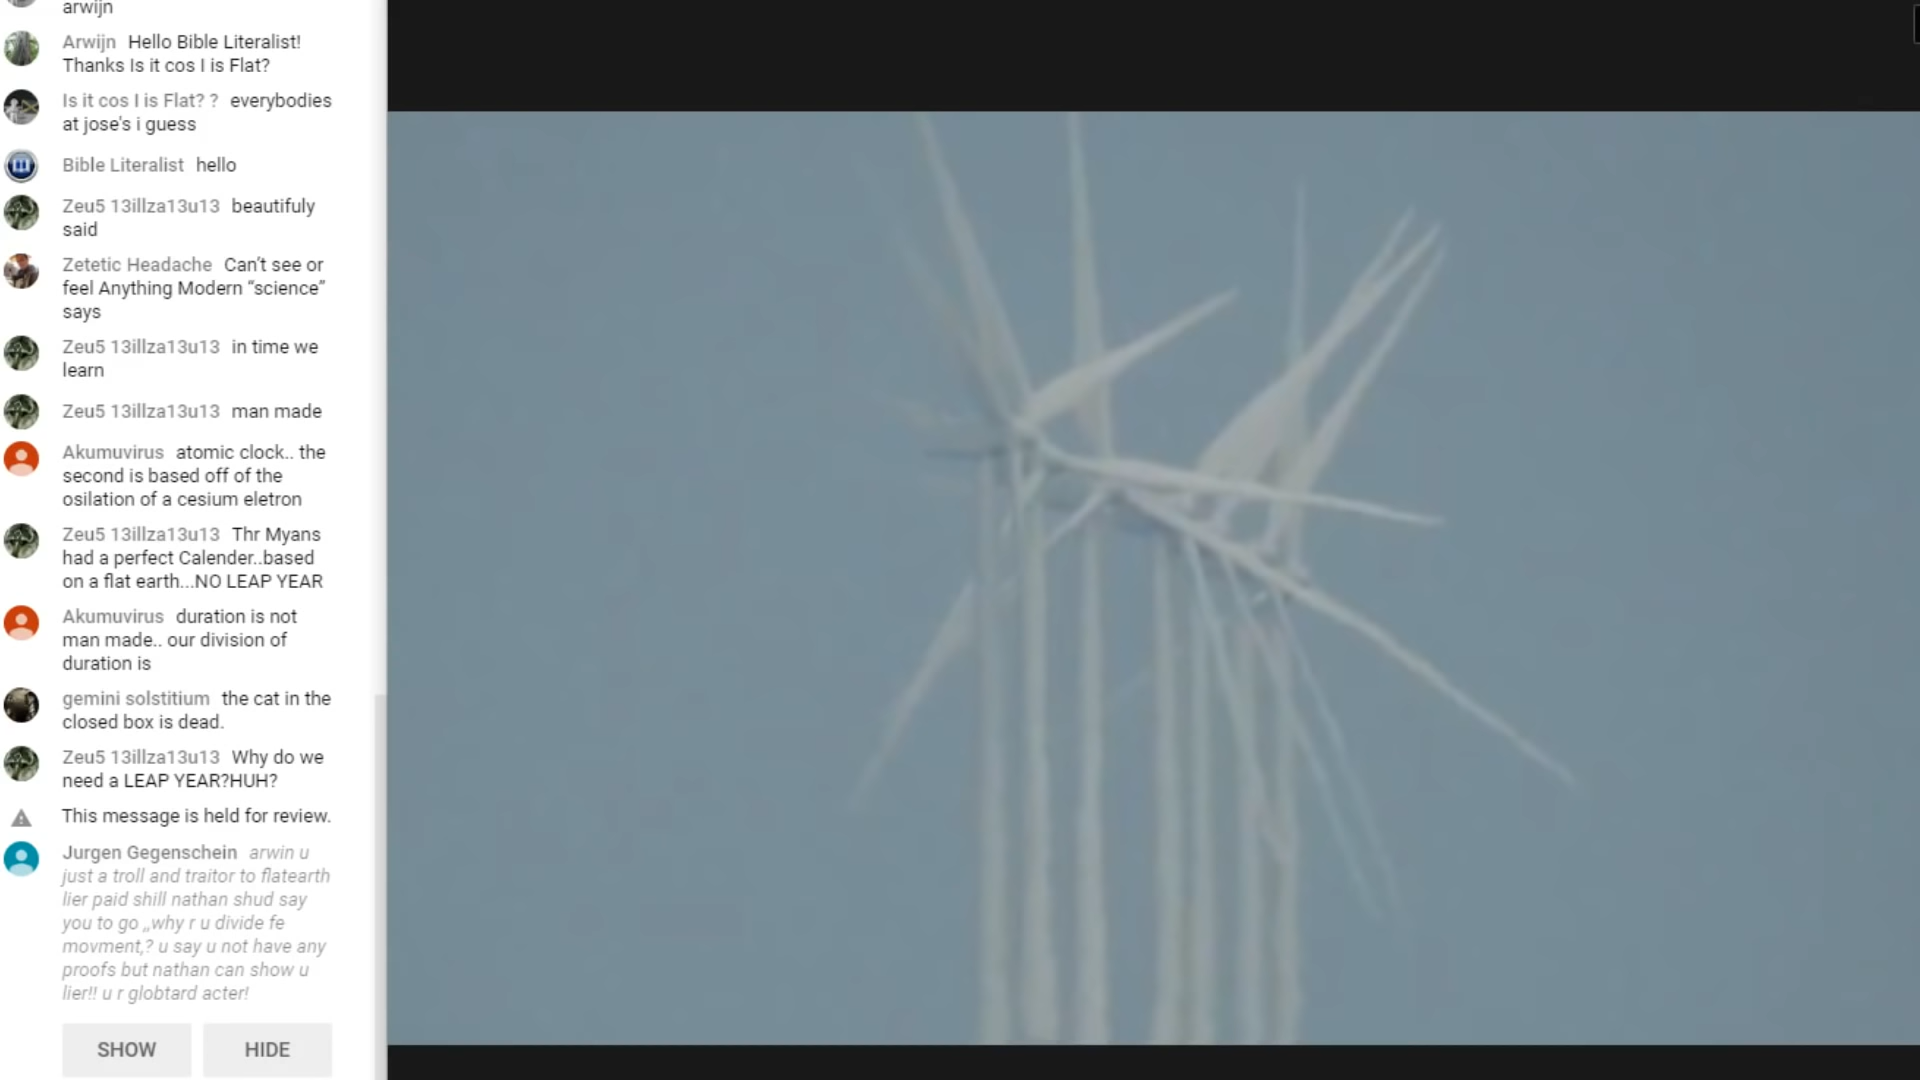 arwijn
Arwijn Hello Bible Literalist!
Thanks Is it cos I is Flat?
Is it cos I is Flat? ? everybodies
at jose's i guess
Bible Literalist hello
Zeu5 13illza13u13 beautifuly
said
Zetetic Headache Can't see or
feel Anything Modern “science”
says
Zeu5 13illza13u13 in time we
learn
Zeu5 13illza13u13 man made
Akumuvirus atomic clock.. the
second is based off of the
osilation of a cesium eletron
Zeu5 13illza13u13 Thr Myans
had a perfect Calender..based
on a flat earth...NO LEAP YEAR
Akumuvirus duration is not
man made.. our division of
duration is
gemini solstitium the cat in the
closed box is dead.
Zeu5 13illza13u13 Why do we
need a LEAP YEAR?HUH?
This message is held for review.
Jurgen Gegenschein arwin u
just a troll and traitor to flatearth
lier paid shill nathan shud say
you to go ,,why r u divide fe
movment,? u say u not have any
proofs but nathan can show u
lier!! u r globtard acter!
SHOW HIDE